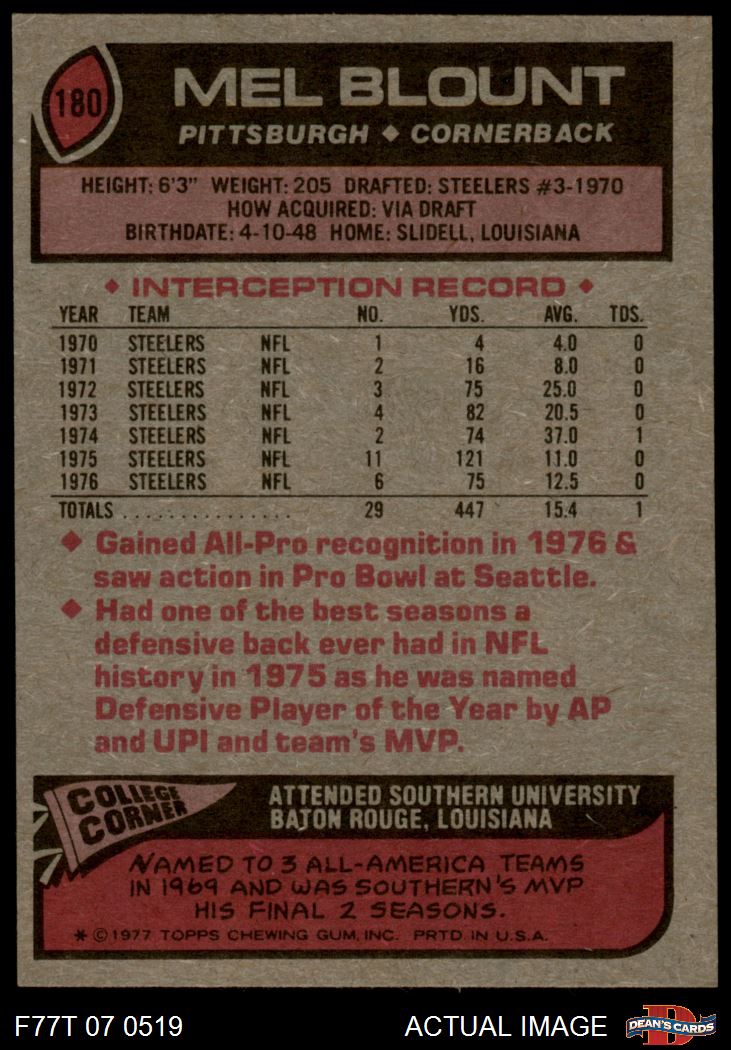 180
MEL BLOUNT
PITTSBURGH ♦ CORNERBACK
HEIGHT: 6'3" WEIGHT: 205 DRAFTED: STEELERS #3-1970
HOW ACQUIRED: VIA DRAFT
BIRTHDATE: 4-10-48 HOME: SLIDELL, LOUISIANA
♦ INTERCEPTION RECORD ♦
YEAR TEAM NO. YDS. AVG. TDS.
1970 STEELERS NFL 1 4 4.0 0
1971 STEELERS NFL 2 16 8.0 0
1972 STEELERS NFL 3 75 25.0 0
1973 STEELERS NFL 4 82 20.5 0
1974 STEELERS NFL 2 74 37.0 1
1975 STEELERS NFL 11 121 11.0 0
1976 STEELERS NFL 6 75 12.5 0
TOTALS ................ 29 447 15.4 1
♦ Gained All-Pro recognition in 1976 &
saw action in Pro Bowl at Seattle.
♦ Had one of the best seasons a
defensive back ever had in NFL
history in 1975 as he was named
Defensive Player of the Year by AP
and UPI and team's MVP.
COLLEGE
CORNER
ATTENDED SOUTHERN UNIVERSITY
BATON ROUGE, LOUISIANA
NAMED TO 3 ALL-AMERICA TEAMS
IN 1969 AND WAS SOUTHERN'S MVP
HIS FINAL 2 SEASONS.
* © 1977 TOPPS CHEWING GUM, INC. PRTD. IN U.S.A.
F77T 07 0519
ACTUAL IMAGE
D
DEAN'S CARDS